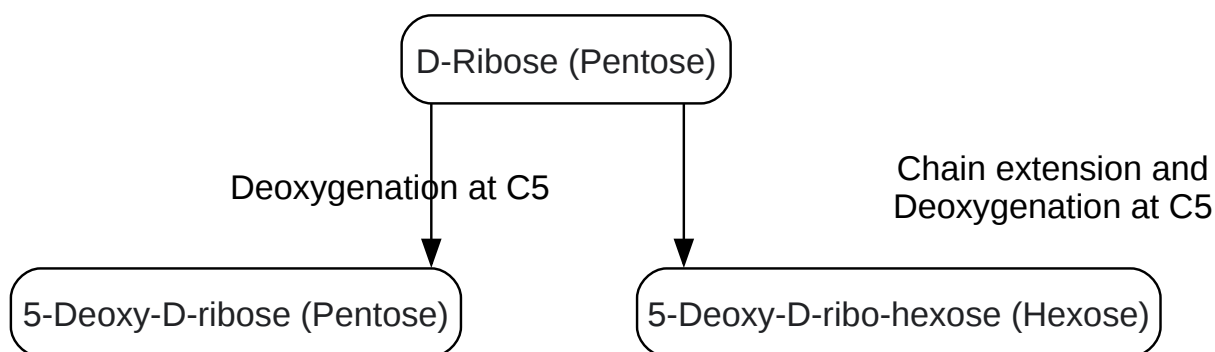 D-Ribose (Pentose)
Deoxygenation at C5
Chain extension and
Deoxygenation at C5
5-Deoxy-D-ribose (Pentose)
5-Deoxy-D-ribo-hexose (Hexose)